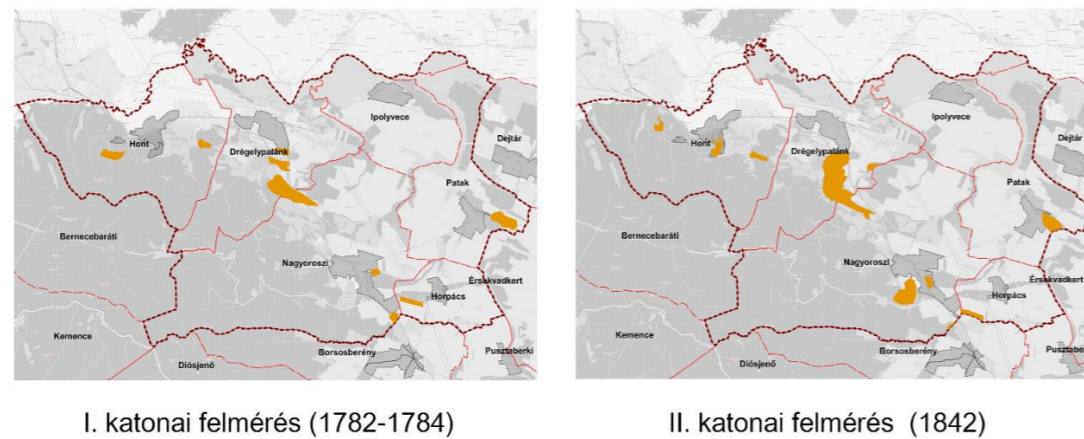 Ipolyvece
Hont
Dejtár
Drégelypalánk
Patak
Bernecebaráti
Nagyoroszi
Érsekvadkert
Horpács
Kemence
Borsosberény
Pusztaberki
Diósjenő
I. katonai felmérés (1782-1784)
Ipolyvece
Hont
Dejtár
Drégelypalánk
Patak
Bernecebaráti
Nagyoroszi
Érsekvadkert
Horpács
Kemence
Borsosberény
Pusztaberki
Diósjenő
II. katonai felmérés (1842)